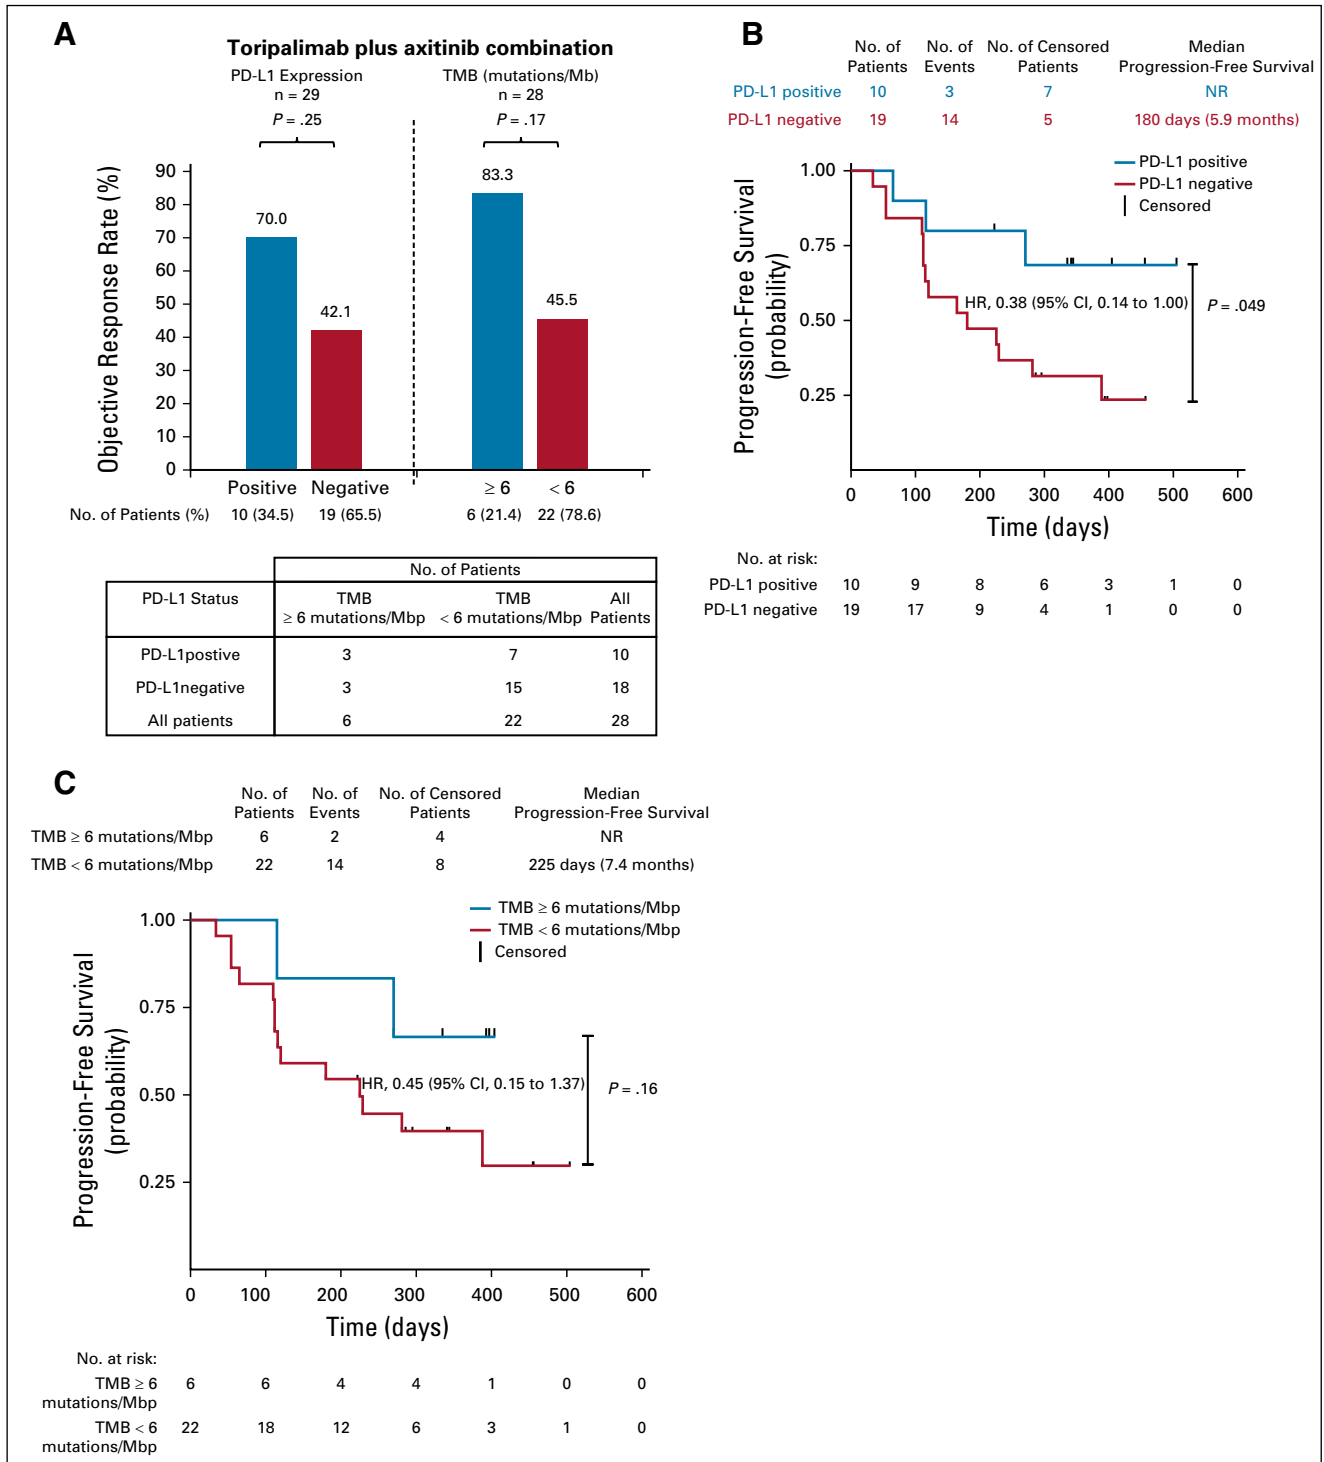 A
Toripalimab plus axitinib combination
PD-L1 Expression
n = 29
P = .25
TMB (mutations/Mb)
n = 28
P = .17
Objective Response Rate (%)
90
80
70
60
50
40
30
20
10
0
70.0
42.1
83.3
45.5
Positive Negative ≥ 6 < 6
No. of Patients (%) 10 (34.5) 19 (65.5) 6 (21.4) 22 (78.6)
No. of Patients
PD-L1 Status TMB TMB All
≥ 6 mutations/Mbp < 6 mutations/Mbp Patients
PD-L1postive 3 7 10
PD-L1negative 3 15 18
All patients 6 22 28
B
No. of No. of No. of Censored Median
Patients Events Patients Progression-Free Survival
PD-L1 positive 10 3 7 NR
PD-L1 negative 19 14 5 180 days (5.9 months)
Progression-Free Survival
(probability)
1.00
0.75
0.50
0.25
PD-L1 positive
PD-L1 negative
Censored
HR, 0.38 (95% CI, 0.14 to 1.00)
P = .049
0 100 200 300 400 500 600
Time (days)
No. at risk:
PD-L1 positive 10 9 8 6 3 1 0
PD-L1 negative 19 17 9 4 1 0 0
C
No. of No. of No. of Censored Median
Patients Events Patients Progression-Free Survival
TMB ≥ 6 mutations/Mbp 6 2 4 NR
TMB < 6 mutations/Mbp 22 14 8 225 days (7.4 months)
Progression-Free Survival
(probability)
1.00
0.75
0.50
0.25
TMB ≥ 6 mutations/Mbp
TMB < 6 mutations/Mbp
Censored
HR, 0.45 (95% CI, 0.15 to 1.37)
P = .16
0 100 200 300 400 500 600
Time (days)
No. at risk:
TMB ≥ 6 6 6 4 4 1 0 0
mutations/Mbp
TMB < 6 22 18 12 6 3 1 0
mutations/Mbp